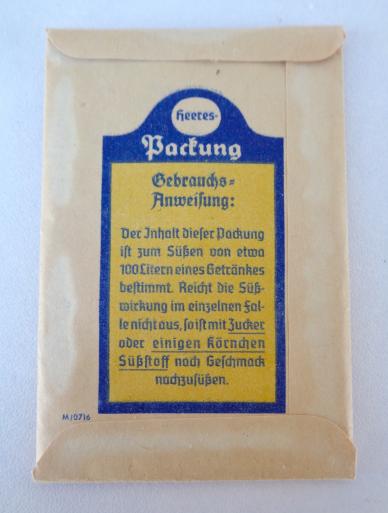 Heeres-
Packung
Gebrauchs-
Anweisung:
Der Inhalt dieser Packung
ist zum Süßen von etwa
100 Litern eines Getränkes
bestimmt. Reicht die Süß-
wirkung im einzelnen Fal-
le nicht aus, so ist mit Zucker
oder einigen Körnchen
Süßstoff nach Geschmack
nachzusüßen.
M/0716